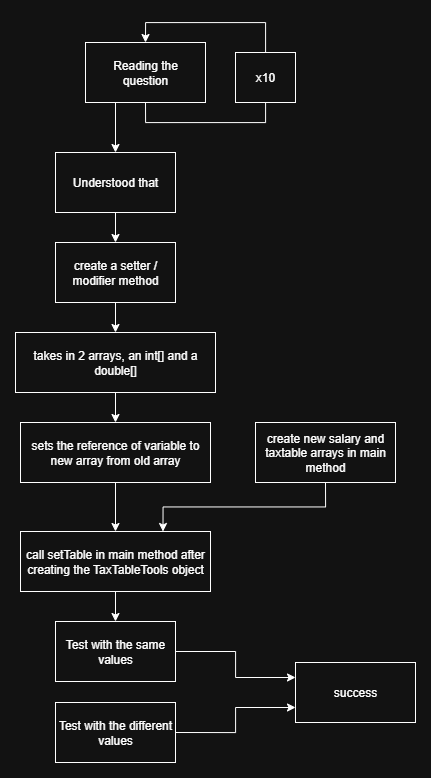 Reading the
question
x10
Understood that
create a setter /
modifier method
takes in 2 arrays, an int[] and a
double[]
sets the reference of variable to
new array from old array
create new salary and
taxtable arrays in main
method
call setTable in main method after
creating the TaxTableTools object
Test with the same
values
success
Test with the different
values